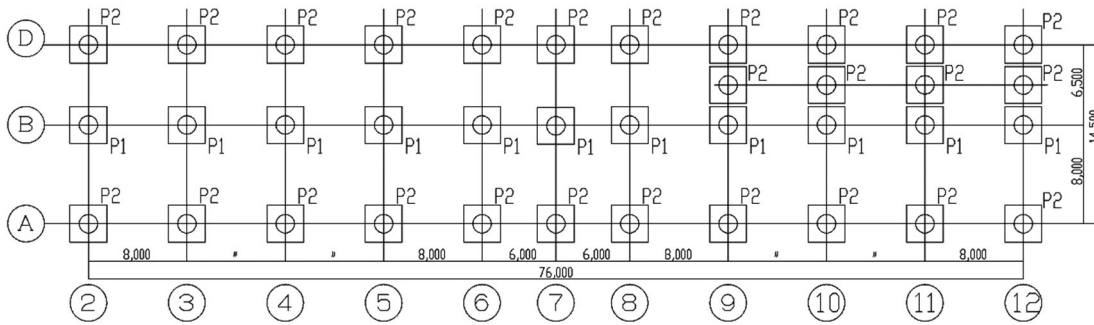 P2 P2 P2 P2 P2 P2 P2 P2 P2 P2 P2
D
P2 P2 P2 P2
6,500
B
14,500
P1 P1 P1 P1 P1 P1 P1 P1 P1 P1 P1
8,000
P2 P2 P2 P2 P2 P2 P2 P2 P2 P2 P2
A
8,000 〃 〃 8,000 6,000 6,000 8,000 〃 〃 8,000
76,000
2 3 4 5 6 7 8 9 10 11 12